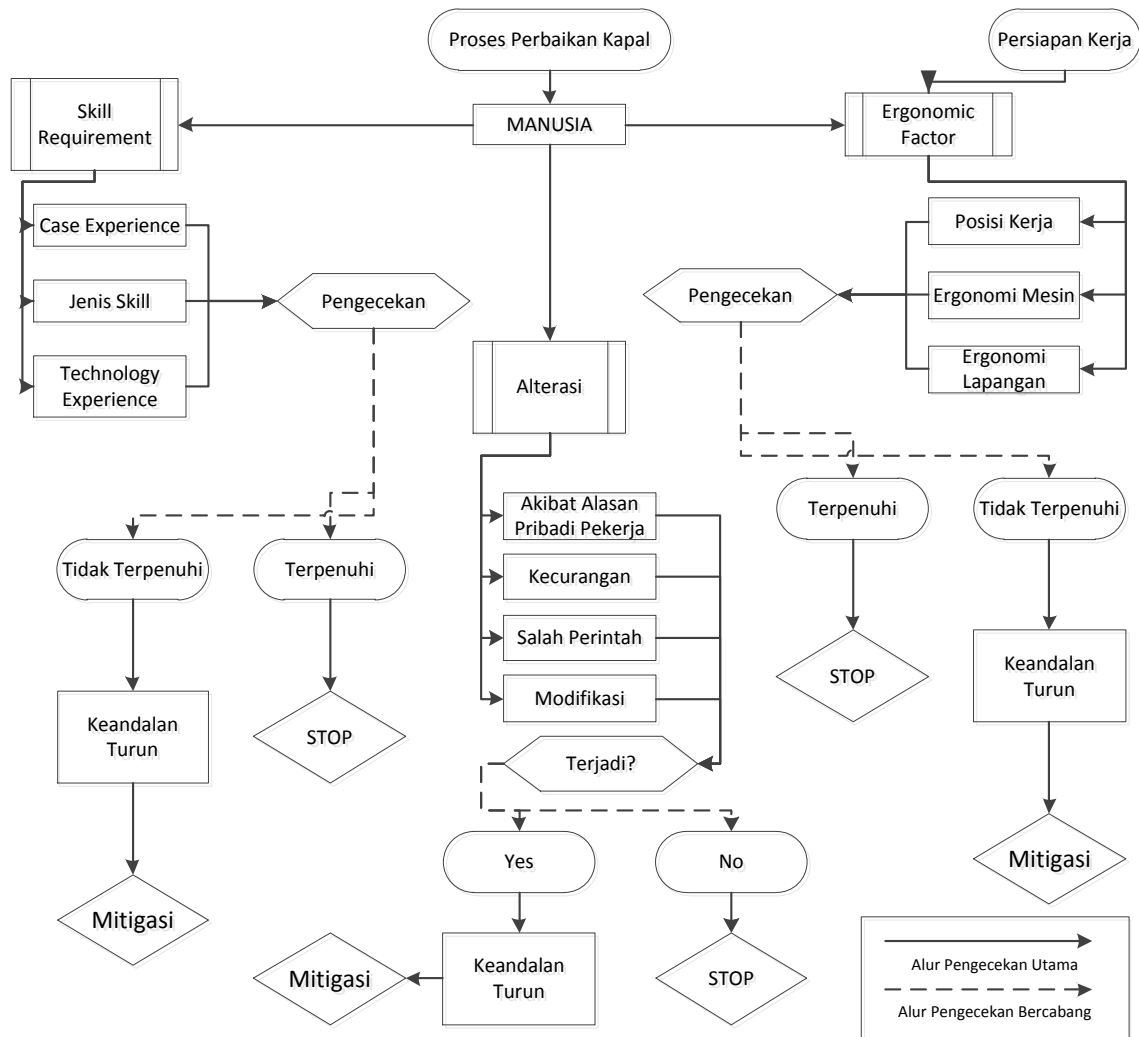 Proses Perbaikan Kapal
Persiapan Kerja
Skill
Requirement
MANUSIA
Ergonomic
Factor
Case Experience
Jenis Skill
Technology
Experience
Pengecekan
Pengecekan
Posisi Kerja
Ergonomi Mesin
Ergonomi
Lapangan
Alterasi
Akibat Alasan
Pribadi Pekerja
Kecurangan
Salah Perintah
Modifikasi
Terjadi?
Tidak Terpenuhi
Terpenuhi
Terpenuhi
Tidak Terpenuhi
Keandalan
Turun
STOP
STOP
Keandalan
Turun
Mitigasi
Yes
No
Mitigasi
Mitigasi
Keandalan
Turun
STOP
Alur Pengecekan Utama
Alur Pengecekan Bercabang